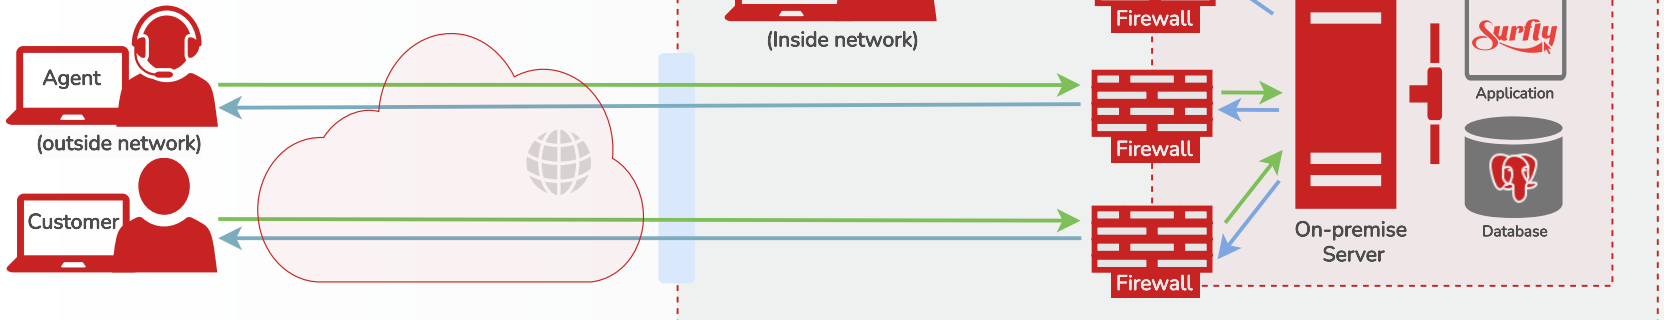 (Inside network)
Firewall
Surfly
Application
Agent
(outside network)
Firewall
Customer
On-premise
Server
Database
Firewall